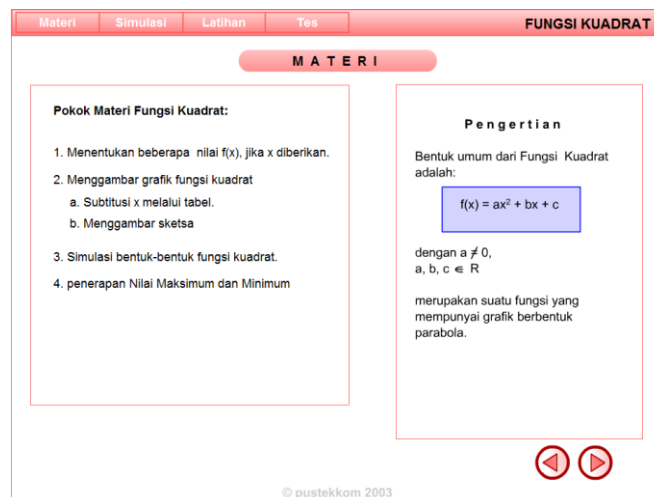 Materi Simulasi Latihan Tes FUNGSI KUADRAT
MATERI
Pokok Materi Fungsi Kuadrat:
1. Menentukan beberapa nilai f(x), jika x diberikan.
2. Menggambar grafik fungsi kuadrat
a. Subtitusi x melalui tabel.
b. Menggambar sketsa
3. Simulasi bentuk-bentuk fungsi kuadrat.
4. penerapan Nilai Maksimum dan Minimum
Pengertian
Bentuk umum dari Fungsi Kuadrat
adalah:
f(x) = ax² + bx + c
dengan a ≠ 0,
a, b, c ∈ R
merupakan suatu fungsi yang
mempunyai grafik berbentuk
parabola.
© pustekkom 2003